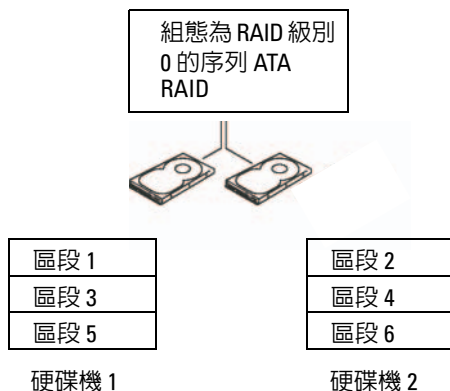 組態為 RAID 級別
0 的序列 ATA
RAID
區段 1
區段 2
區段 3
區段 4
區段 5
區段 6
硬碟機 1
硬碟機 2